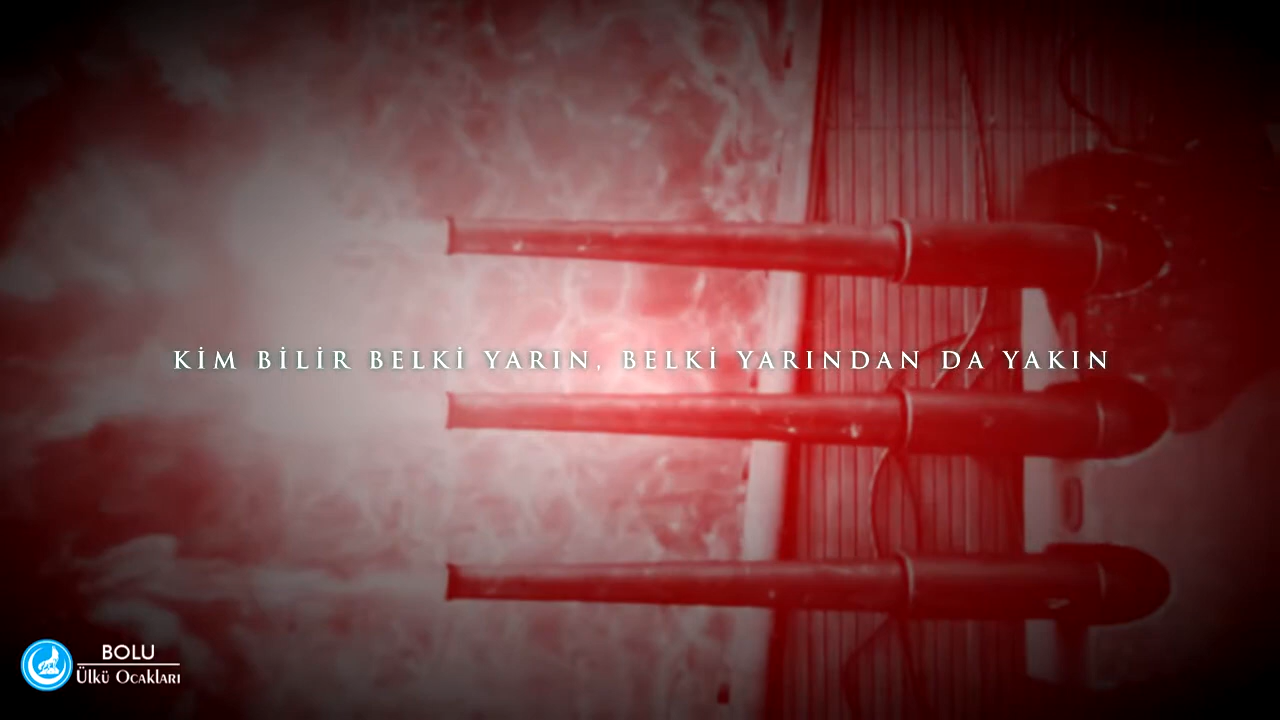 KİM BİLİR BELKİ YARIN, BELKİ YARINDAN DA YAKIN
BOLU
Ülkü Ocakları